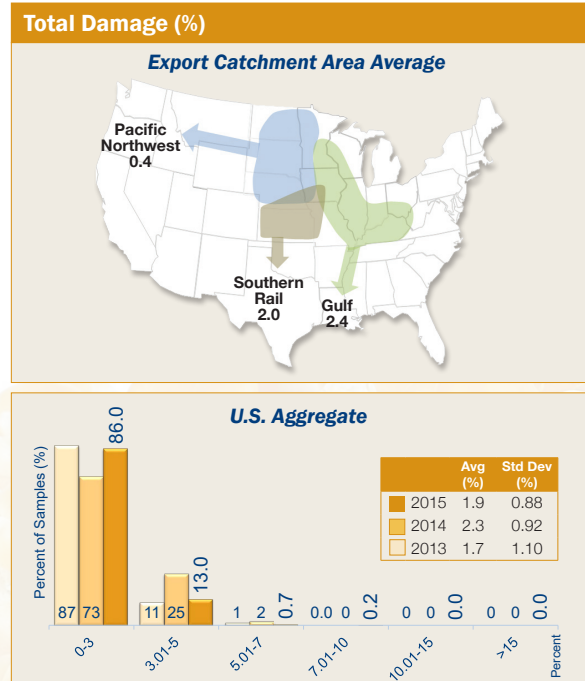 Total Damage (%)
Export Catchment Area Average
Pacific
Northwest
0.4
Southern
Rail
2.0
Gulf
2.4
U.S. Aggregate
Percent of Samples (%)
87 73 86.0
11 25 13.0
1 2 0.7
0.0 0 0.2
0 0 0.0
0 0 0.0
0-3
3.01-5
5.01-7
7.01-10
10.01-15
>15
Percent
Avg Std Dev
(%) (%)
2015 1.9 0.88
2014 2.3 0.92
2013 1.7 1.10